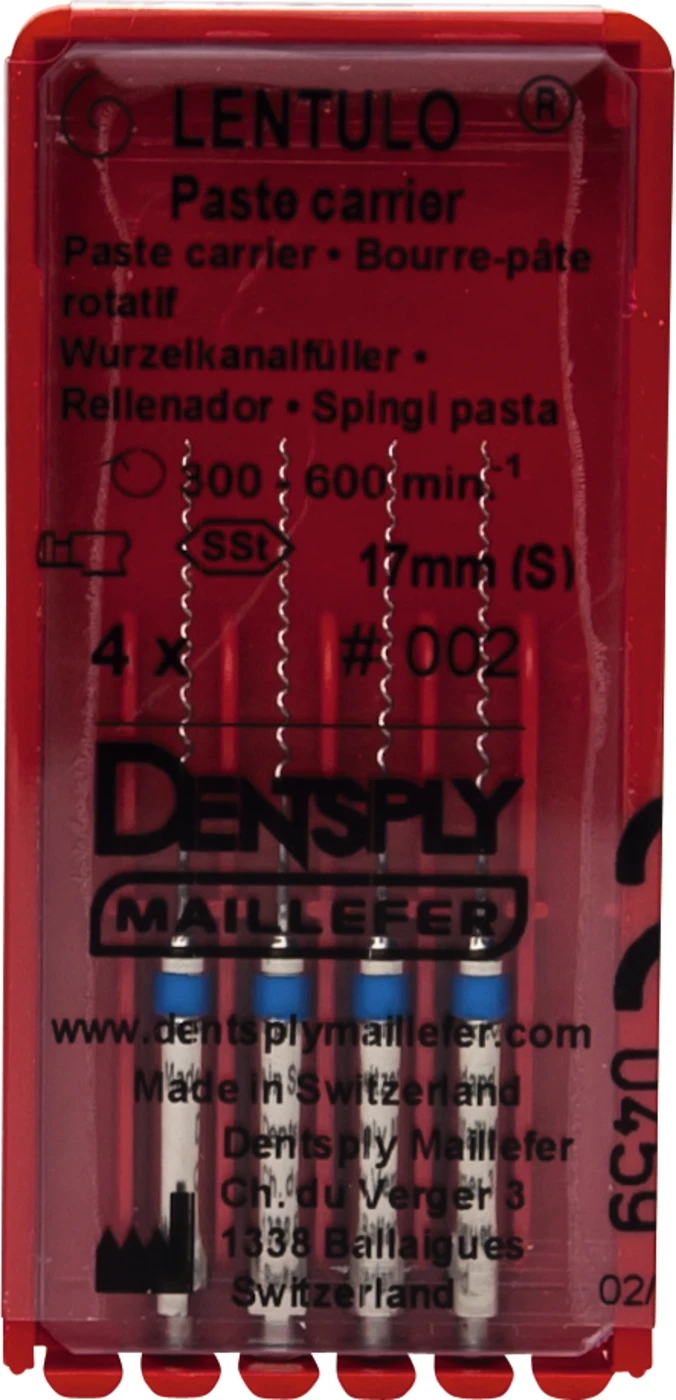 LENTULO ®
Paste carrier
Paste carrier • Bourre-pâte
rotatif
Wurzelkanalfüller •
Rellenador • Spingi pasta
300 - 600 min.-1
SSt
17mm (S)
4 x # 002
DENTSPLY
MAILLEFER
www.dentsplymaillefer.com
Made in Switzerland
Dentsply Maillefer
Ch. du Verger 3
1338 Ballaigues
Switzerland
0459
02/